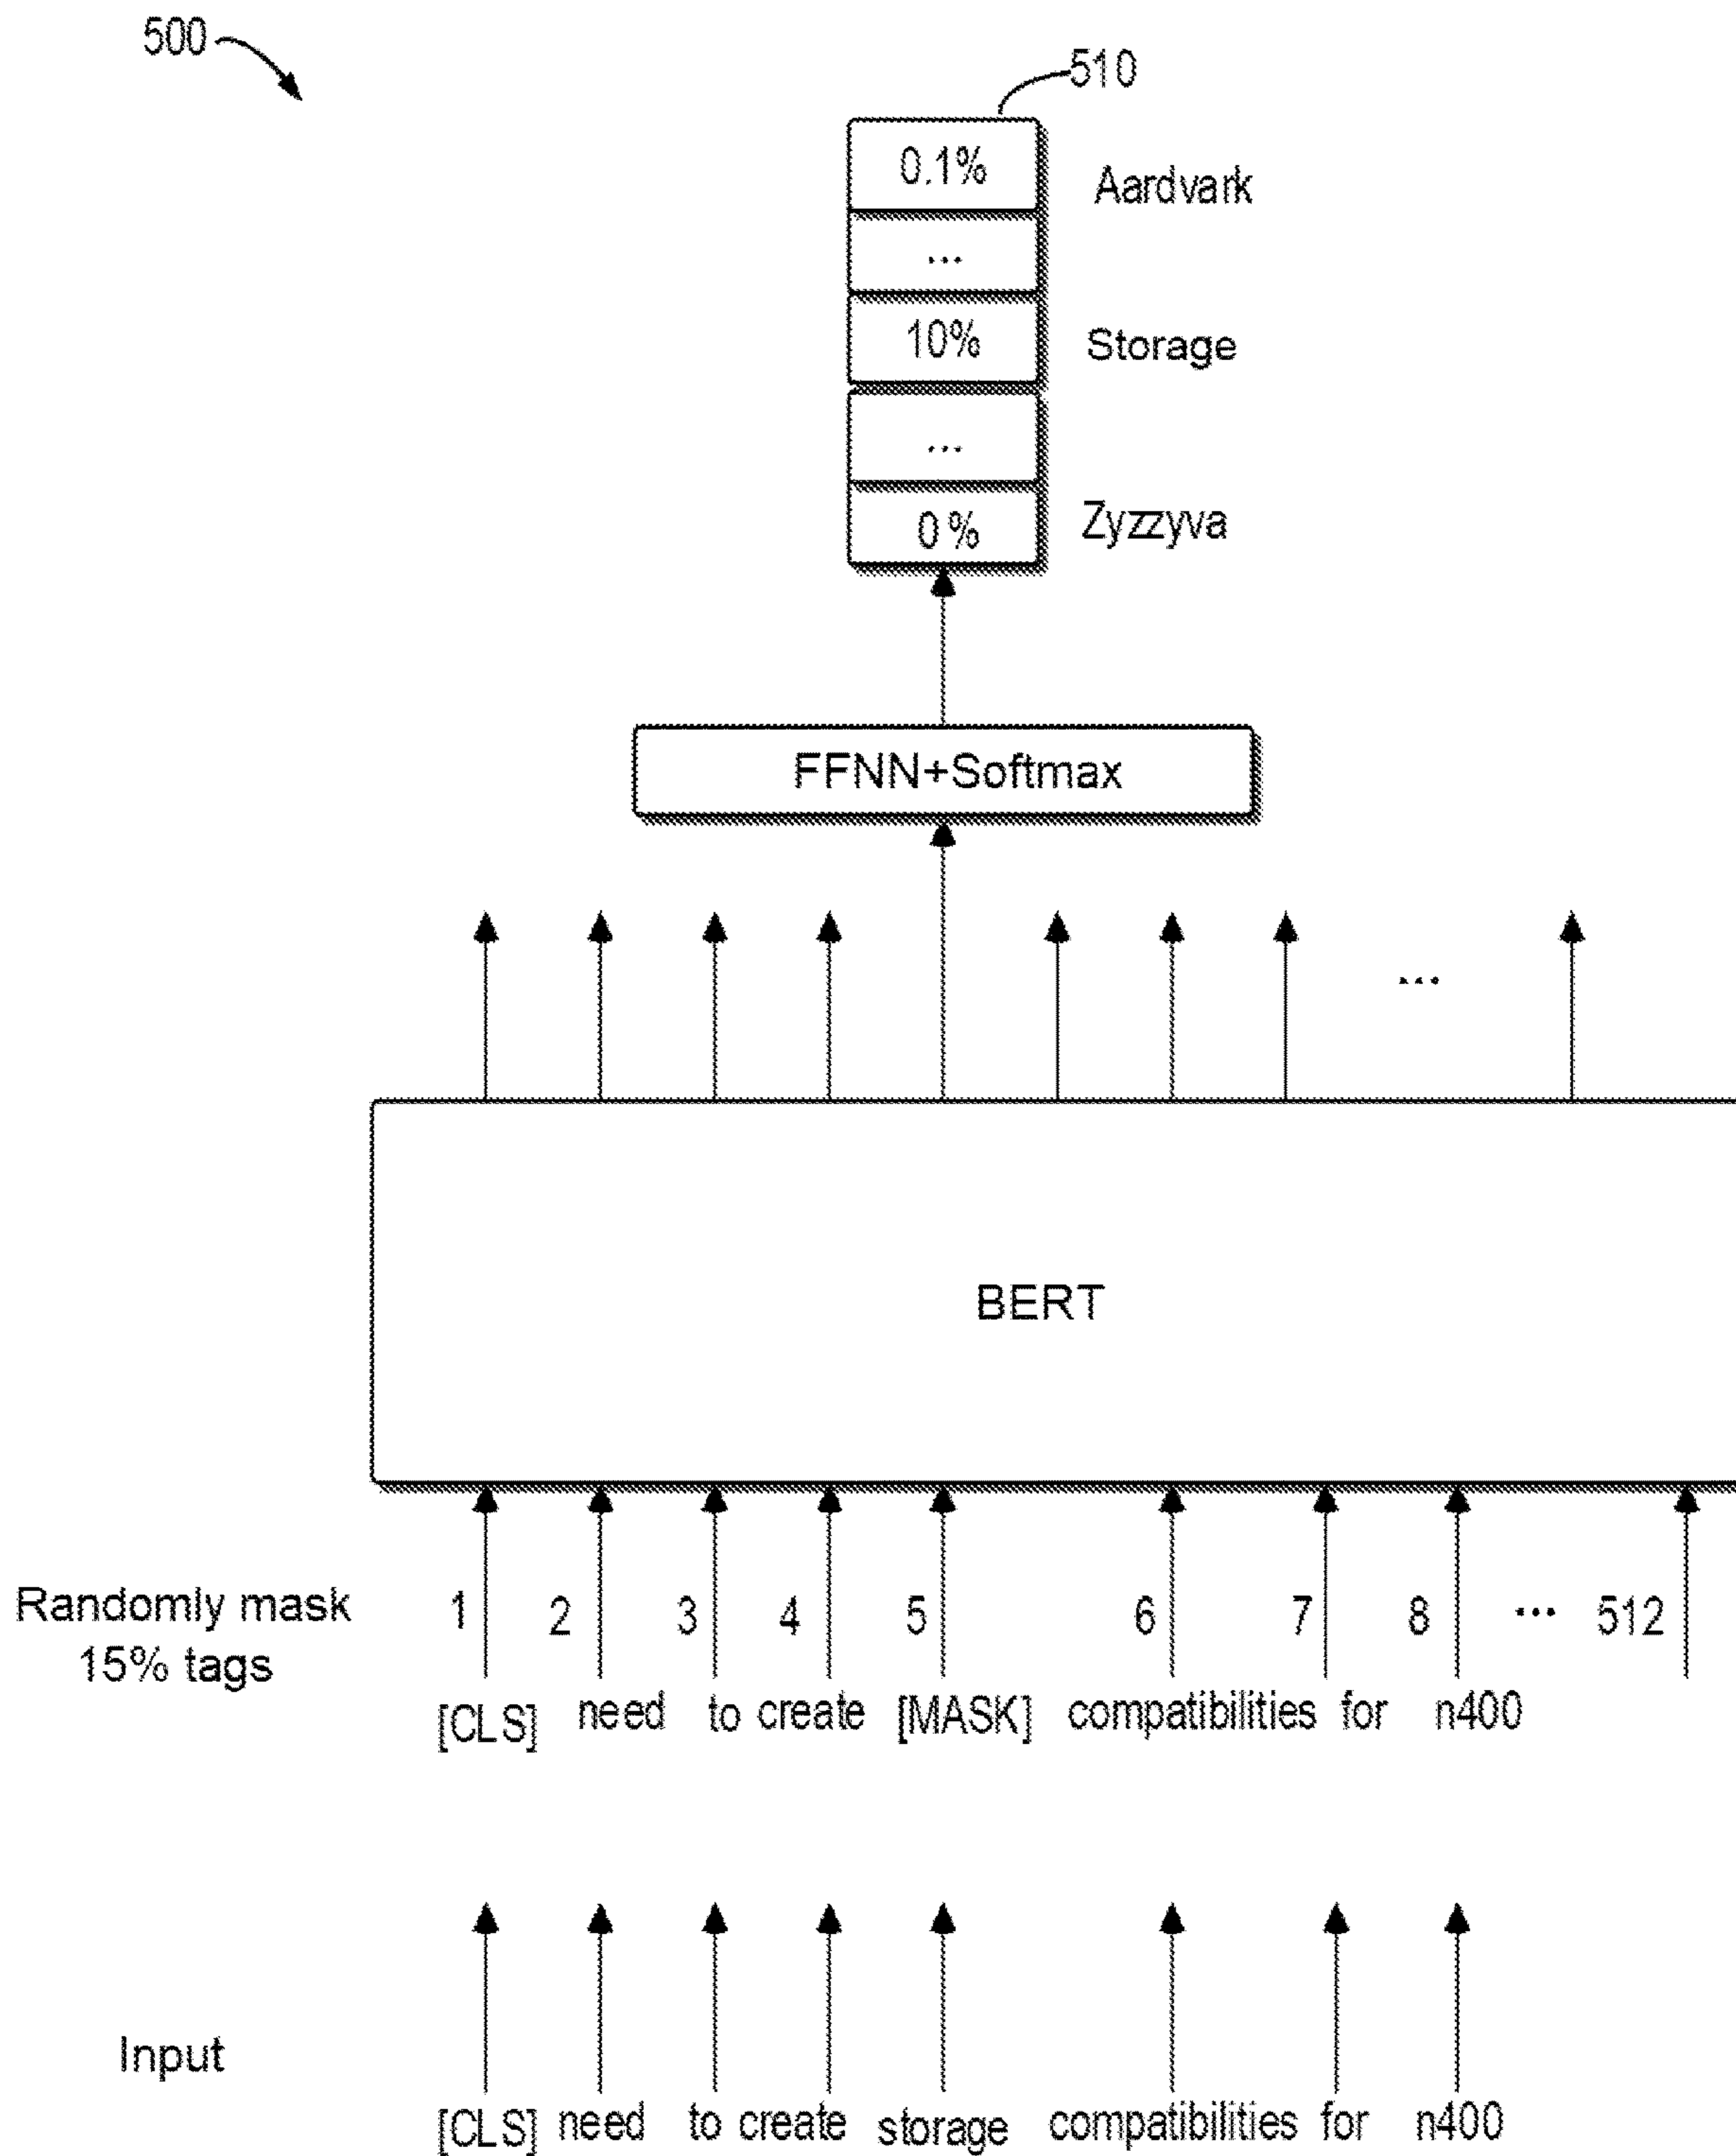 500
510
0.1% Aardvark
...
10% Storage
...
0% Zyzzyva
FFNN+Softmax
...
BERT
Randomly mask
15% tags
1 2 3 4 5 6 7 8 ... 512
[CLS] need to create [MASK] compatibilities for n400
Input
[CLS] need to create storage compatibilities for n400